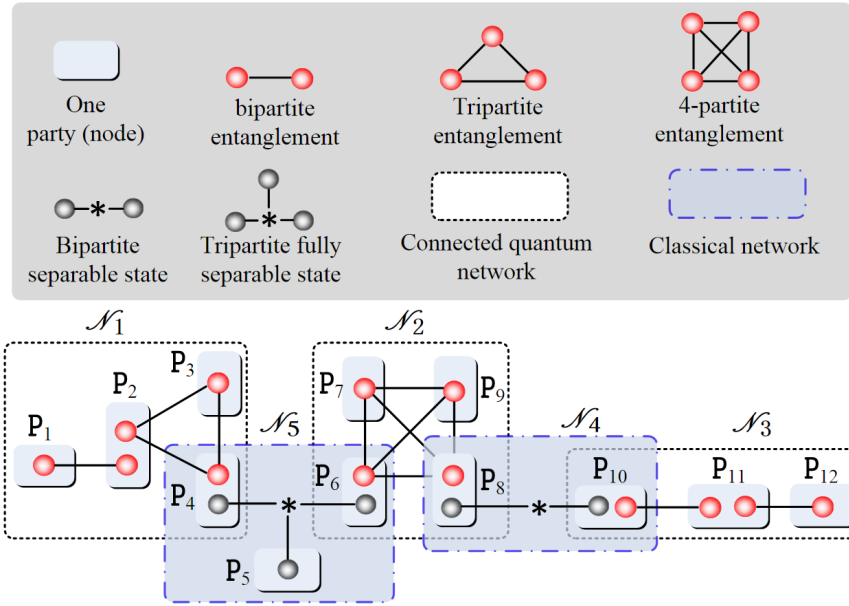 One
party (node)
bipartite
entanglement
Tripartite
entanglement
4-partite
entanglement
*
Bipartite
separable state
*
Tripartite fully
separable state
Connected quantum
network
Classical network
𝒩1
𝒩2
P3
P7
P9
P2
𝒩5
𝒩4
𝒩3
P1
P4
P6
P8
P10
P11
P12
*
*
P5